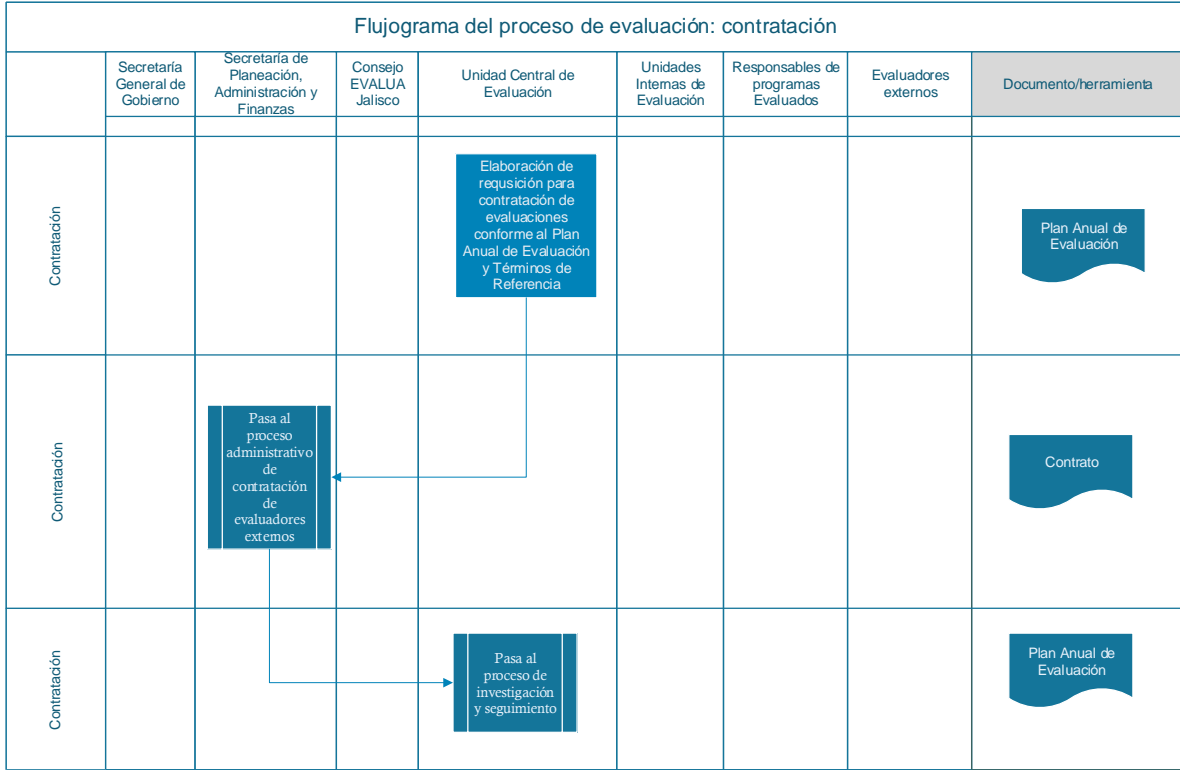 Flujograma del proceso de evaluación: contratación
Secretaría
General de
Gobierno
Secretaría de
Planeación,
Administración y
Finanzas
Consejo
EVALUA
Jalisco
Unidad Central de
Evaluación
Unidades
Internas de
Evaluación
Responsables de
programas
Evaluados
Evaluadores
externos
Documento/herramienta
Contratación
Elaboración de
requsición para
contratación de
evaluaciones
conforme al Plan
Anual de Evaluación
y Términos de
Referencia
Plan Anual de
Evaluación
Contratación
Pasa al
proceso
administrativo
de
contratación
de
evaluadores
externos
Contrato
Contratación
Pasa al
proceso de
investigación
y seguimiento
Plan Anual de
Evaluación